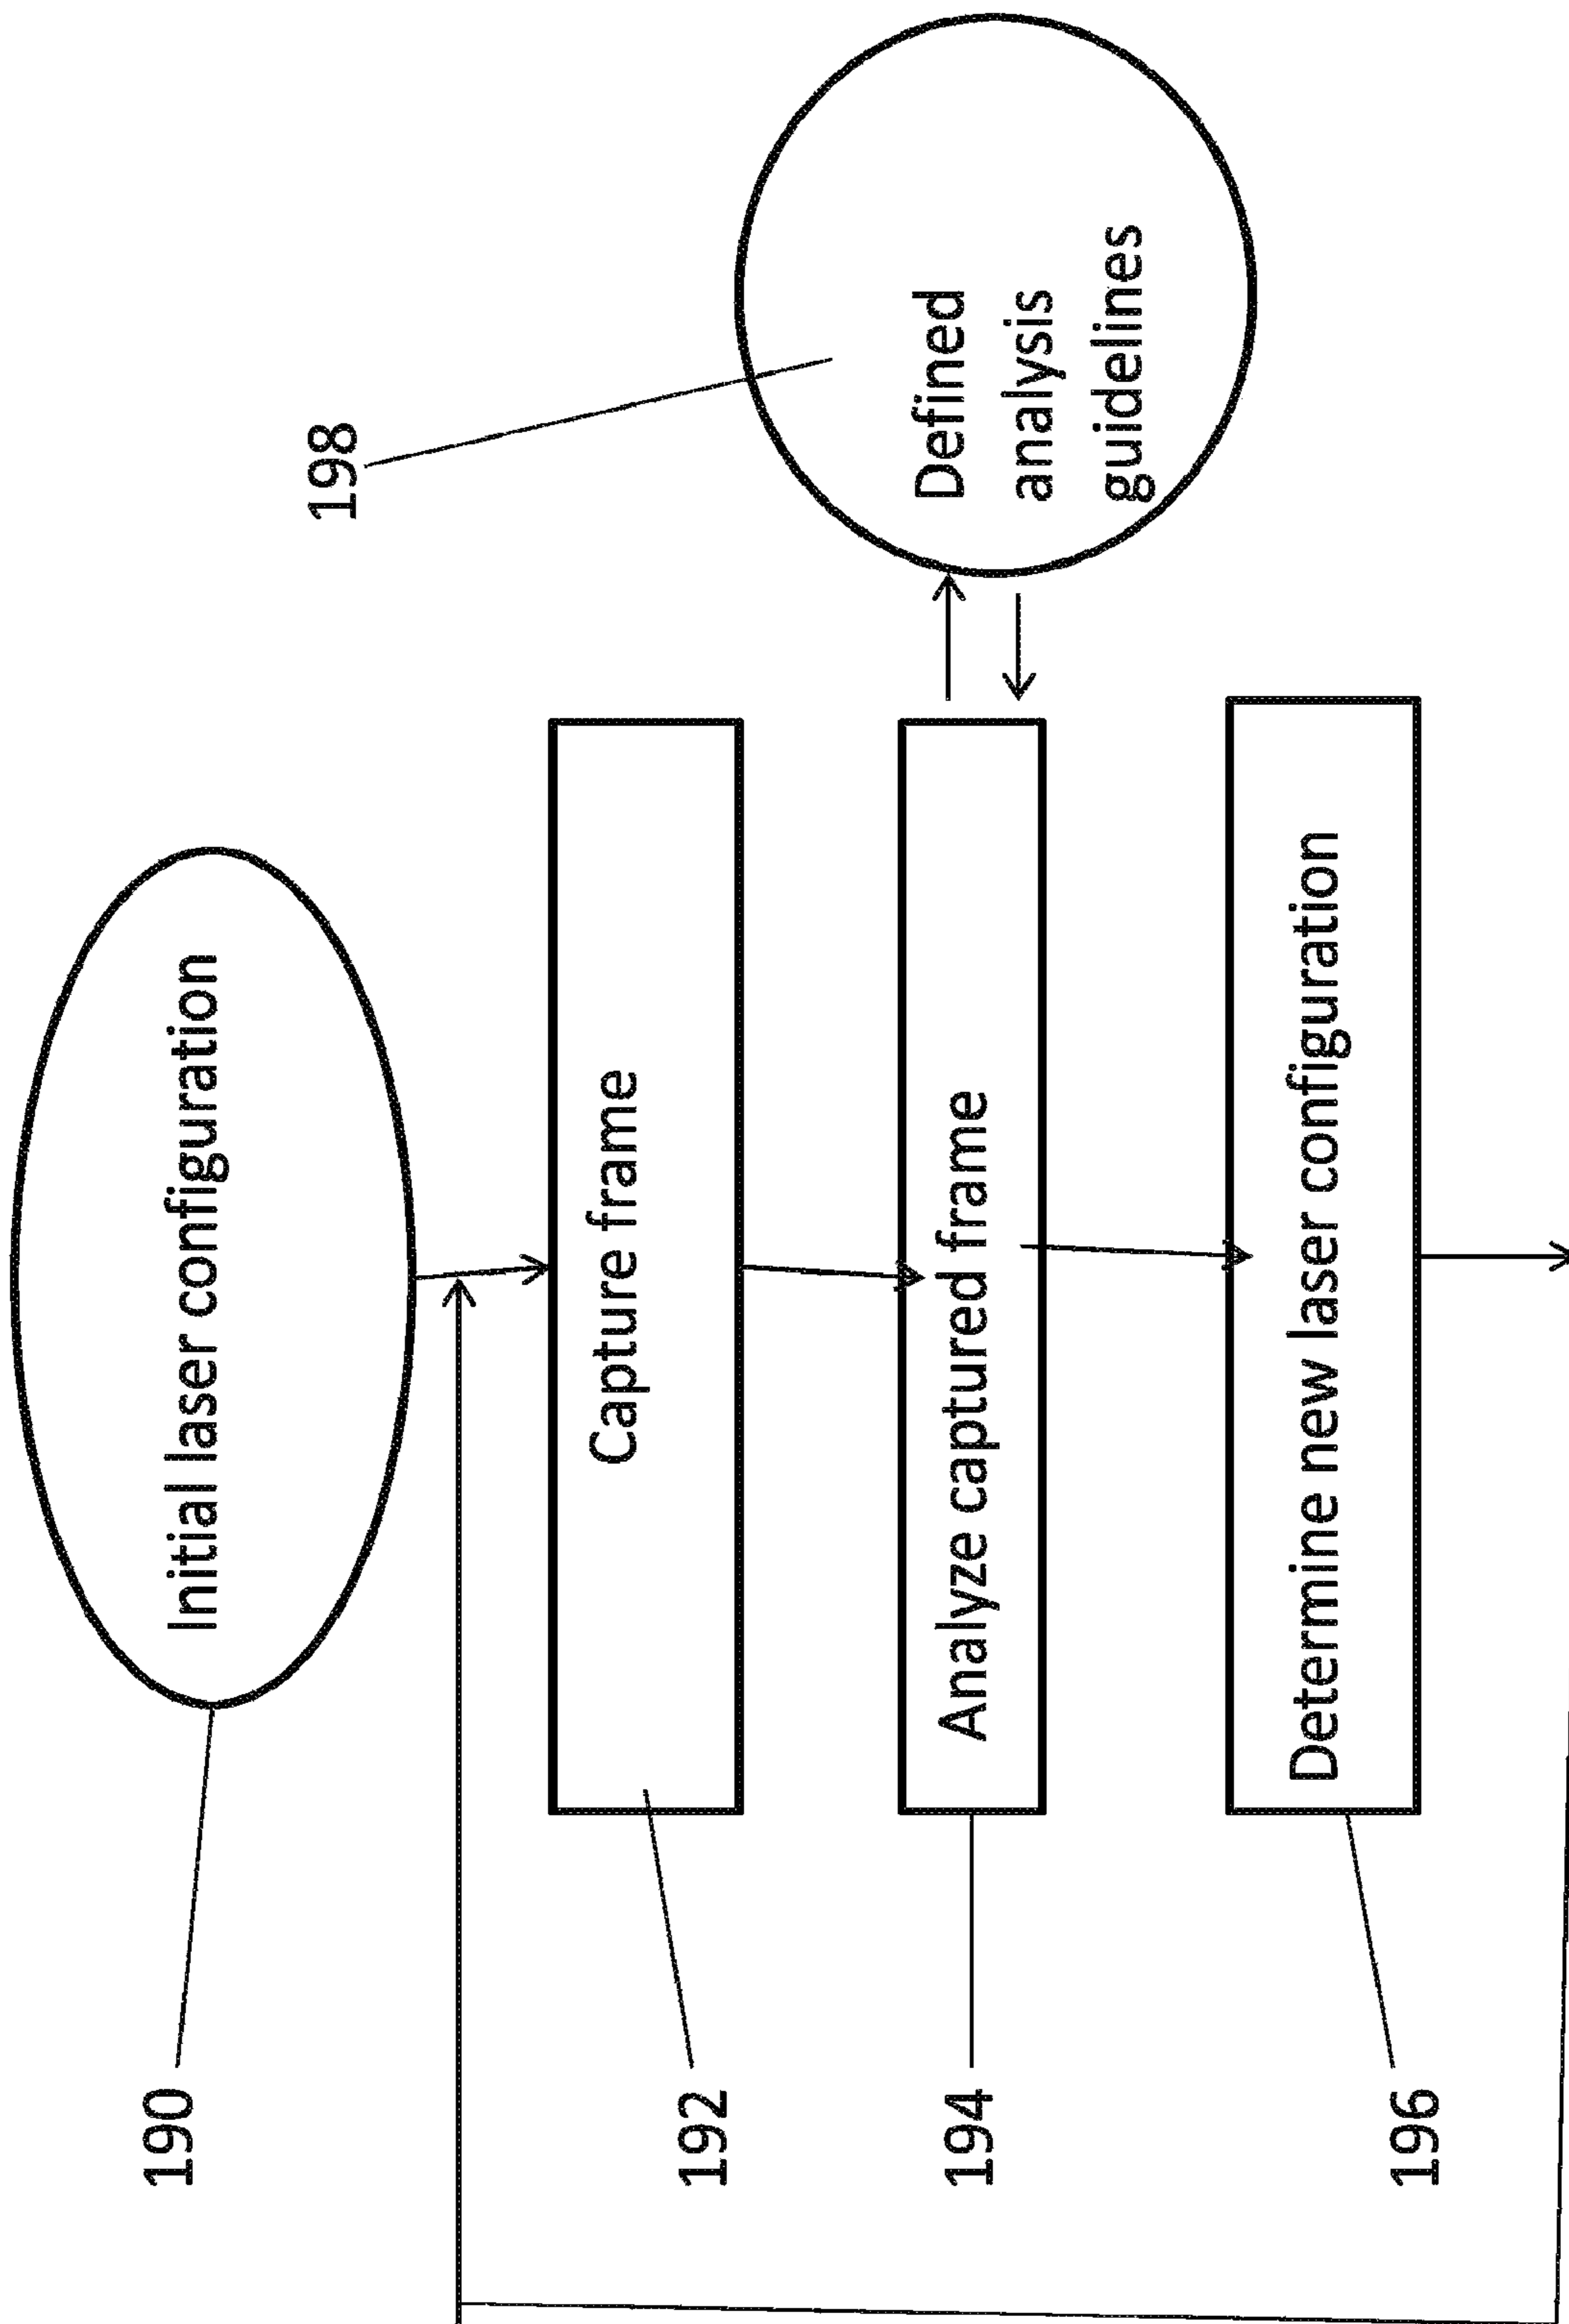 190
Initial laser configuration
192
Capture frame
194
Analyze captured frame
198
Defined
analysis
guidelines
196
Determine new laser configuration